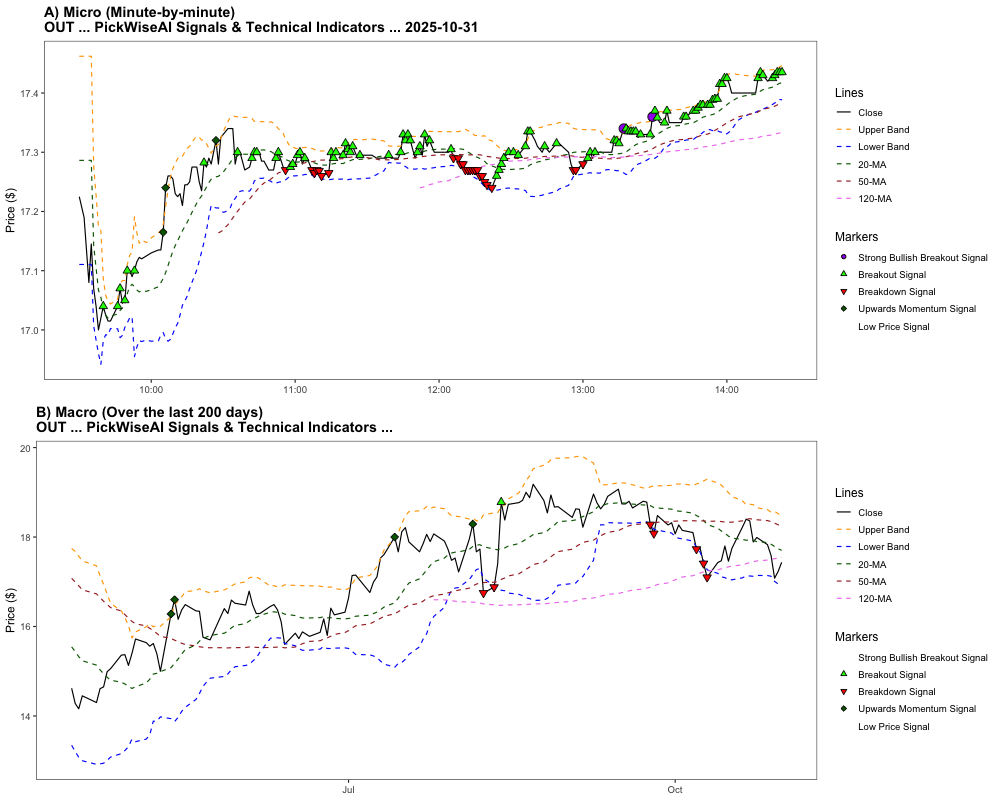 A) Micro (Minute-by-minute)
OUT ... PickWiseAI Signals & Technical Indicators ... 2025-10-31
Price ($)
17.4
17.3
17.2
17.1
17.0
10:00
11:00
12:00
13:00
14:00
Lines
Close
Upper Band
Lower Band
20-MA
50-MA
120-MA
Markers
Strong Bullish Breakout Signal
Breakout Signal
Breakdown Signal
Upwards Momentum Signal
Low Price Signal
B) Macro (Over the last 200 days)
OUT ... PickWiseAI Signals & Technical Indicators ...
Price ($)
20
18
16
14
Jul
Oct
Lines
Close
Upper Band
Lower Band
20-MA
50-MA
120-MA
Markers
Strong Bullish Breakout Signal
Breakout Signal
Breakdown Signal
Upwards Momentum Signal
Low Price Signal